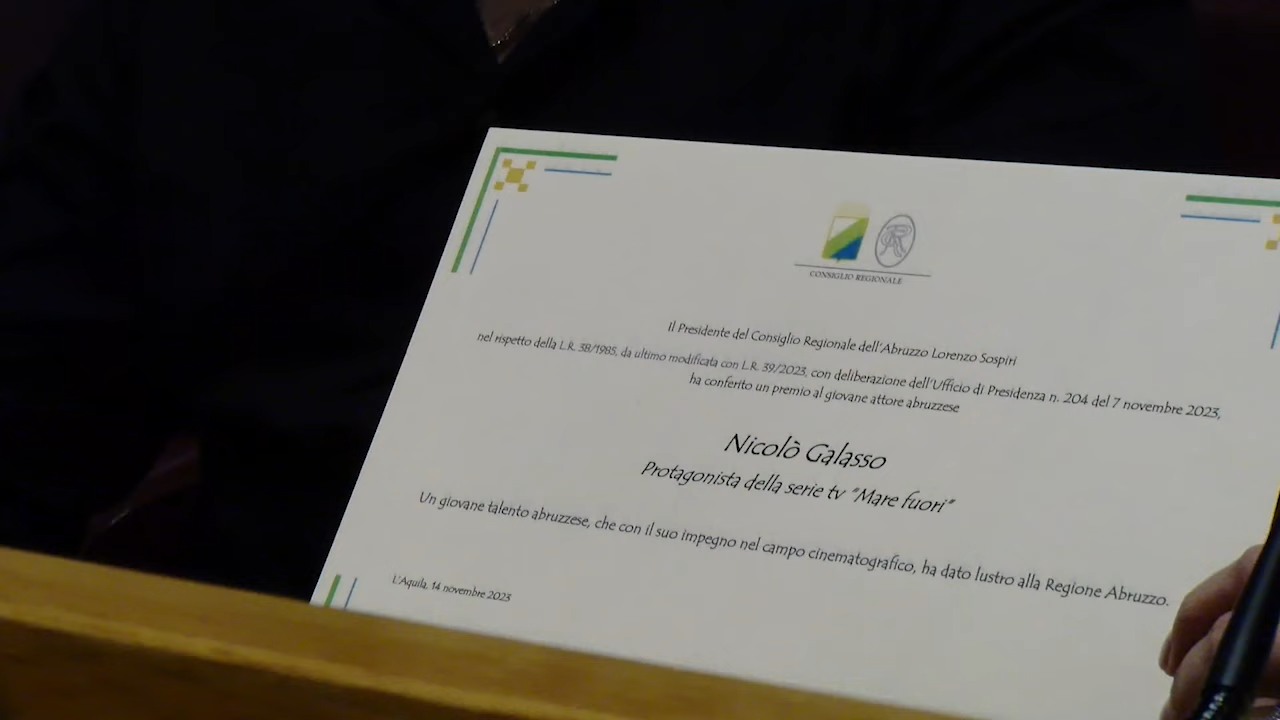 CONSIGLIO REGIONALE
Il Presidente del Consiglio Regionale dell'Abruzzo Lorenzo Sospiri
nel rispetto della L.R. 38/1985, da ultimo modificata con L.R. 39/2023, con deliberazione dell'Ufficio di Presidenza n. 204 del 7 novembre 2023,
ha conferito un premio al giovane attore abruzzese
Nicolò Galasso
Protagonista della serie tv "Mare fuori"
Un giovane talento abruzzese, che con il suo impegno nel campo cinematografico, ha dato lustro alla Regione Abruzzo.
L'Aquila, 14 novembre 2023